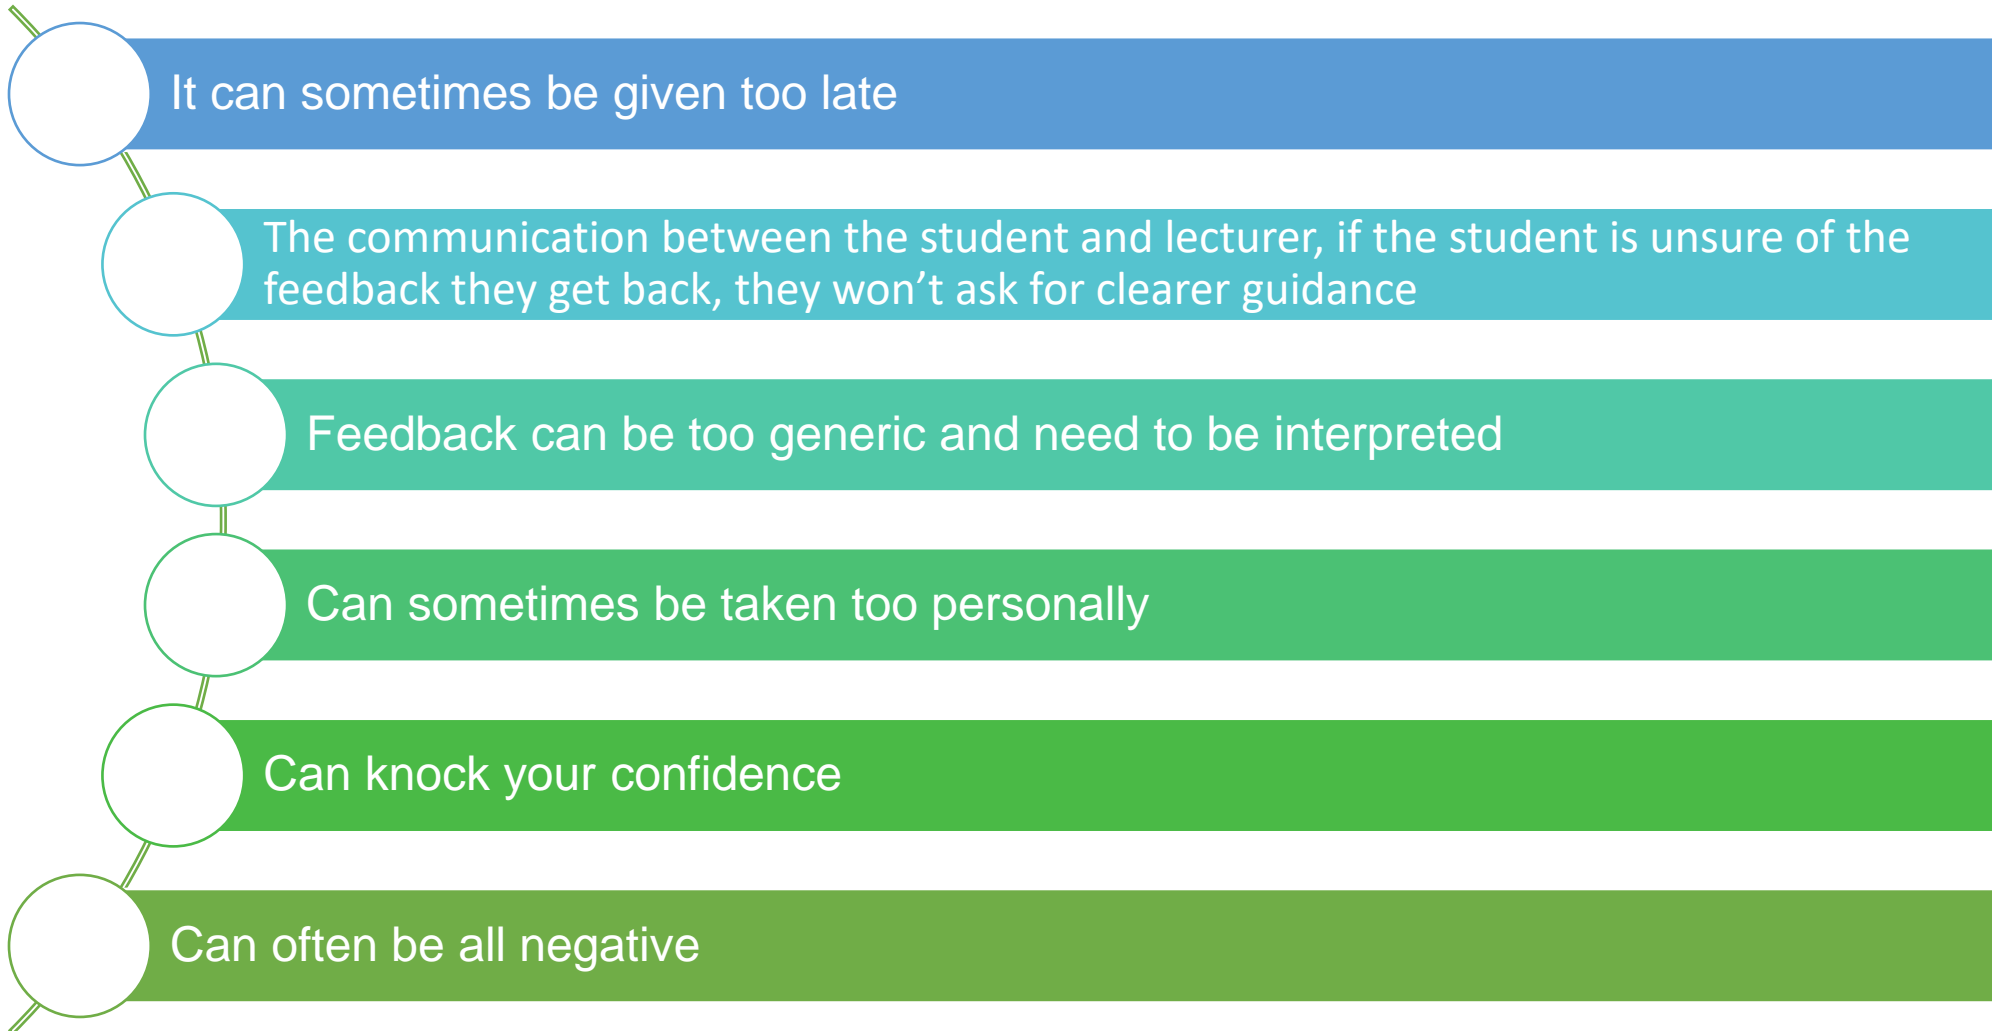 It can sometimes be given too late
The communication between the student and lecturer, if the student is unsure of the
feedback they get back, they won’t ask for clearer guidance
Feedback can be too generic and need to be interpreted
Can sometimes be taken too personally
Can knock your confidence
Can often be all negative